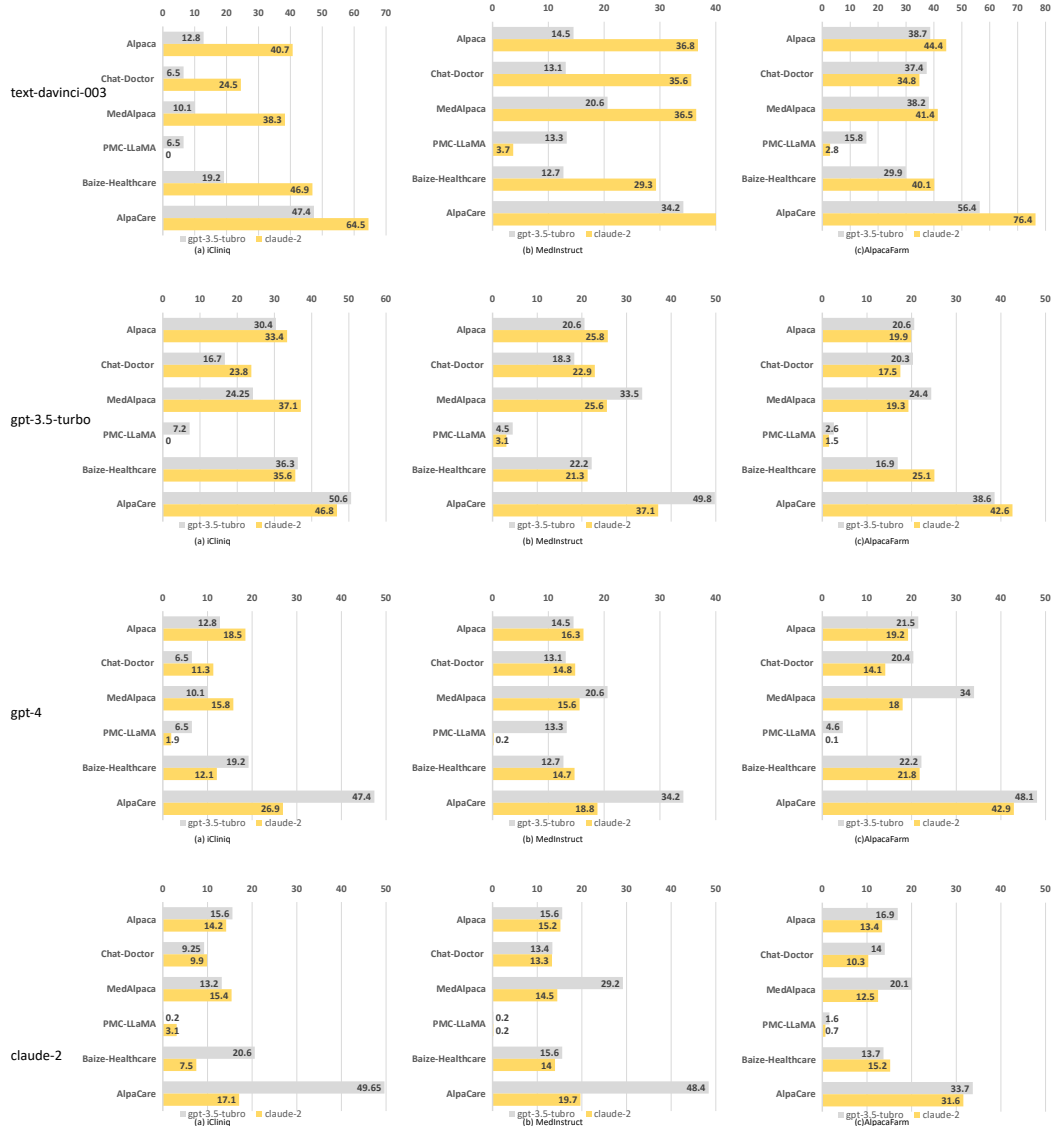 text-davinci-003
0 10 20 30 40 50 60 70
Alpaca
12.8
40.7
Chat-Doctor
6.5
24.5
MedAlpaca
10.1
38.3
PMC-LLaMA
6.5
0
Baize-Healthcare
19.2
46.9
AlpaCare
47.4
64.5
gpt-3.5-tubro claude-2
(a) iCliniq
0 10 20 30 40
Alpaca
14.5
36.8
Chat-Doctor
13.1
35.6
MedAlpaca
20.6
36.5
PMC-LLaMA
13.3
3.7
Baize-Healthcare
12.7
29.3
AlpaCare
34.2
gpt-3.5-tubro claude-2
(b) MedInstruct
0 10 20 30 40 50 60 70 80
Alpaca
38.7
44.4
Chat-Doctor
37.4
34.8
MedAlpaca
38.2
41.4
PMC-LLaMA
15.8
2.8
Baize-Healthcare
29.9
40.1
AlpaCare
56.4
76.4
gpt-3.5-tubro claude-2
(c)AlpacaFarm
gpt-3.5-turbo
0 10 20 30 40 50 60
Alpaca
30.4
33.4
Chat-Doctor
16.7
23.8
MedAlpaca
24.25
37.1
PMC-LLaMA
7.2
0
Baize-Healthcare
36.3
35.6
AlpaCare
50.6
46.8
gpt-3.5-tubro claude-2
(a) iCliniq
0 10 20 30 40 50
Alpaca
20.6
25.8
Chat-Doctor
18.3
22.9
MedAlpaca
33.5
25.6
PMC-LLaMA
4.5
3.1
Baize-Healthcare
22.2
21.3
AlpaCare
49.8
37.1
gpt-3.5-tubro claude-2
(b) MedInstruct
0 10 20 30 40 50
Alpaca
20.6
19.9
Chat-Doctor
20.3
17.5
MedAlpaca
24.4
19.3
PMC-LLaMA
2.6
1.5
Baize-Healthcare
16.9
25.1
AlpaCare
38.6
42.6
gpt-3.5-tubro claude-2
(c)AlpacaFarm
gpt-4
0 10 20 30 40 50
Alpaca
12.8
18.5
Chat-Doctor
6.5
11.3
MedAlpaca
10.1
15.8
PMC-LLaMA
6.5
1.9
Baize-Healthcare
19.2
12.1
AlpaCare
47.4
26.9
gpt-3.5-tubro claude-2
(a) iCliniq
0 10 20 30 40 50
Alpaca
14.5
16.3
Chat-Doctor
13.1
14.8
MedAlpaca
20.6
15.6
PMC-LLaMA
13.3
0.2
Baize-Healthcare
12.7
14.7
AlpaCare
34.2
18.8
gpt-3.5-tubro claude-2
(b) MedInstruct
0 10 20 30 40 50
Alpaca
21.5
19.2
Chat-Doctor
20.4
14.1
MedAlpaca
34
18
PMC-LLaMA
4.6
0.1
Baize-Healthcare
22.2
21.8
AlpaCare
48.1
42.9
gpt-3.5-tubro claude-2
(c)AlpacaFarm
claude-2
0 10 20 30 40 50
Alpaca
15.6
14.2
Chat-Doctor
9.25
9.9
MedAlpaca
13.2
15.4
PMC-LLaMA
0.2
3.1
Baize-Healthcare
20.6
7.5
AlpaCare
49.65
17.1
gpt-3.5-tubro claude-2
(a) iCliniq
0 10 20 30 40 50
Alpaca
15.6
15.2
Chat-Doctor
13.4
13.3
MedAlpaca
29.2
14.5
PMC-LLaMA
0.2
0.2
Baize-Healthcare
15.6
14
AlpaCare
48.4
19.7
gpt-3.5-tubro claude-2
(b) MedInstruct
0 10 20 30 40 50
Alpaca
16.9
13.4
Chat-Doctor
14
10.3
MedAlpaca
20.1
12.5
PMC-LLaMA
1.6
0.7
Baize-Healthcare
13.7
15.2
AlpaCare
33.7
31.6
gpt-3.5-tubro claude-2
(c)AlpacaFarm